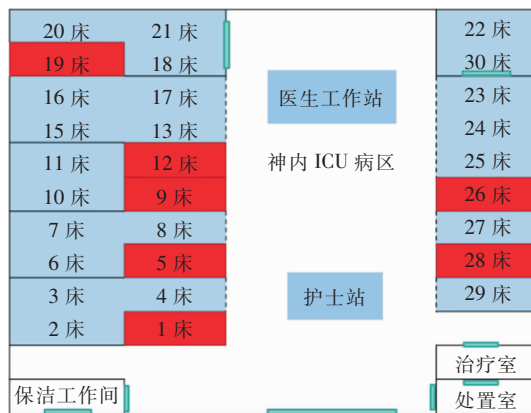 20 床 21 床 22 床
19 床 18 床 30 床
16 床 17 床 医生工作站 23 床
15 床 13 床 24 床
11 床 12 床 神内 ICU 病区 25 床
10 床 9 床 26 床
7 床 8 床 27 床
6 床 5 床 28 床
3 床 4 床 护士站 29 床
2 床 1 床
治疗室
保洁工作间 处置室